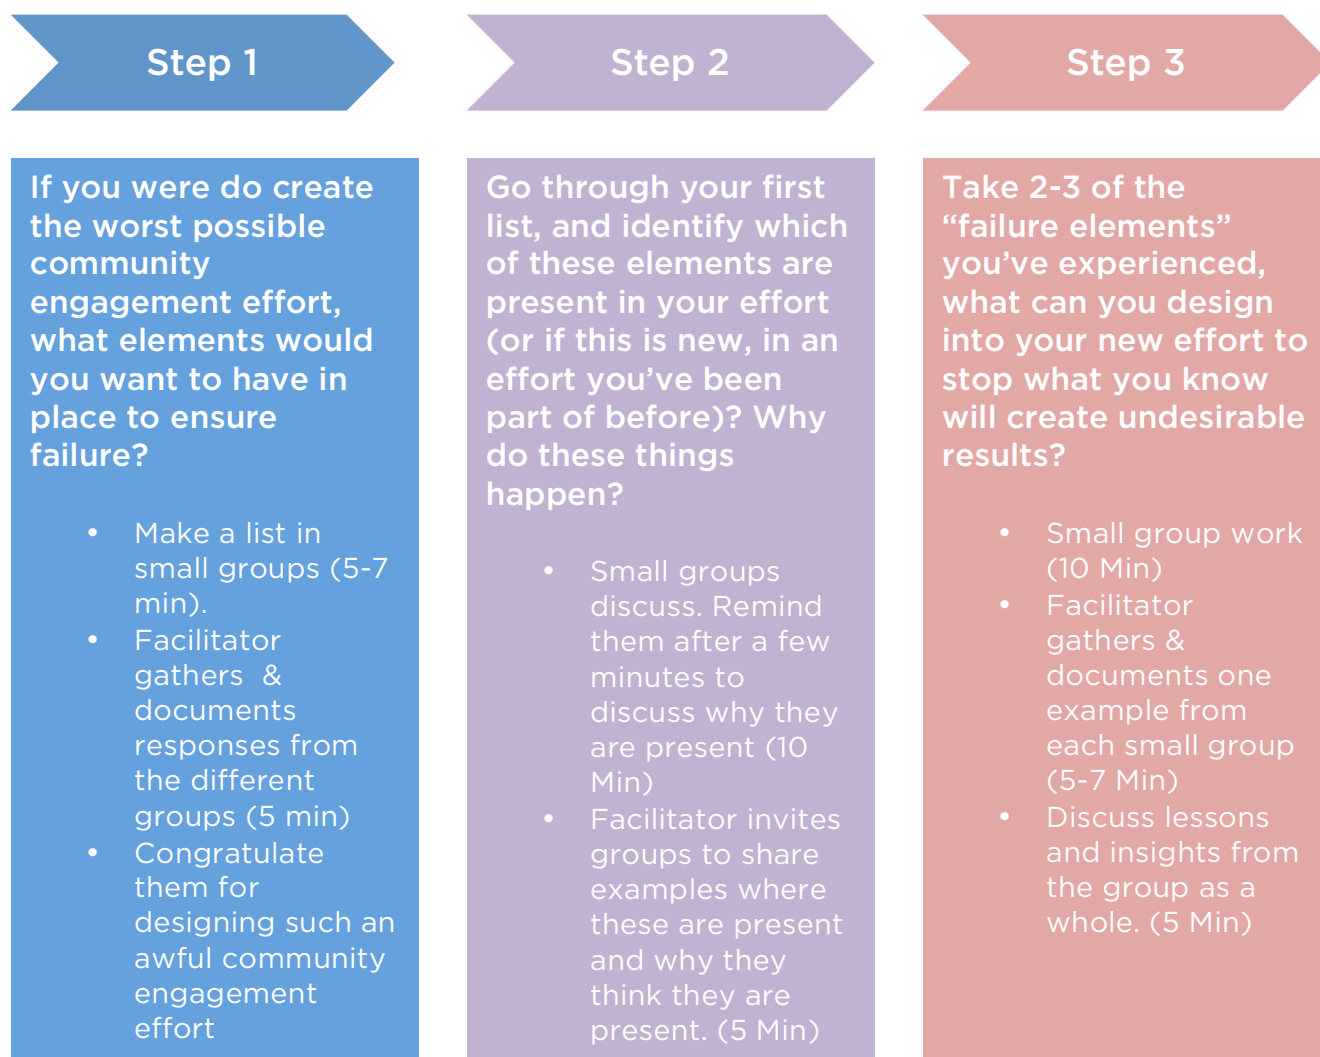 Step 1
If you were do create
the worst possible
community
engagement effort,
what elements would
you want to have in
place to ensure
failure?
• Make a list in
small groups (5-7
min).
• Facilitator
gathers  &
documents
responses from
the different
groups (5 min)
• Congratulate
them for
designing such an
awful community
engagement
effort
Step 2
Go through your first
list, and identify which
of these elements are
present in your effort
(or if this is new, in an
effort you’ve been
part of before)? Why
do these things
happen?
• Small groups
discuss. Remind
them after a few
minutes to
discuss why they
are present (10
Min)
• Facilitator invites
groups to share
examples where
these are present
and why they
think they are
present. (5 Min)
Step 3
Take 2-3 of the
“failure elements”
you’ve experienced,
what can you design
into your new effort to
stop what you know
will create undesirable
results?
• Small group work
(10 Min)
• Facilitator
gathers &
documents one
example from
each small group
(5-7 Min)
• Discuss lessons
and insights from
the group as a
whole. (5 Min)